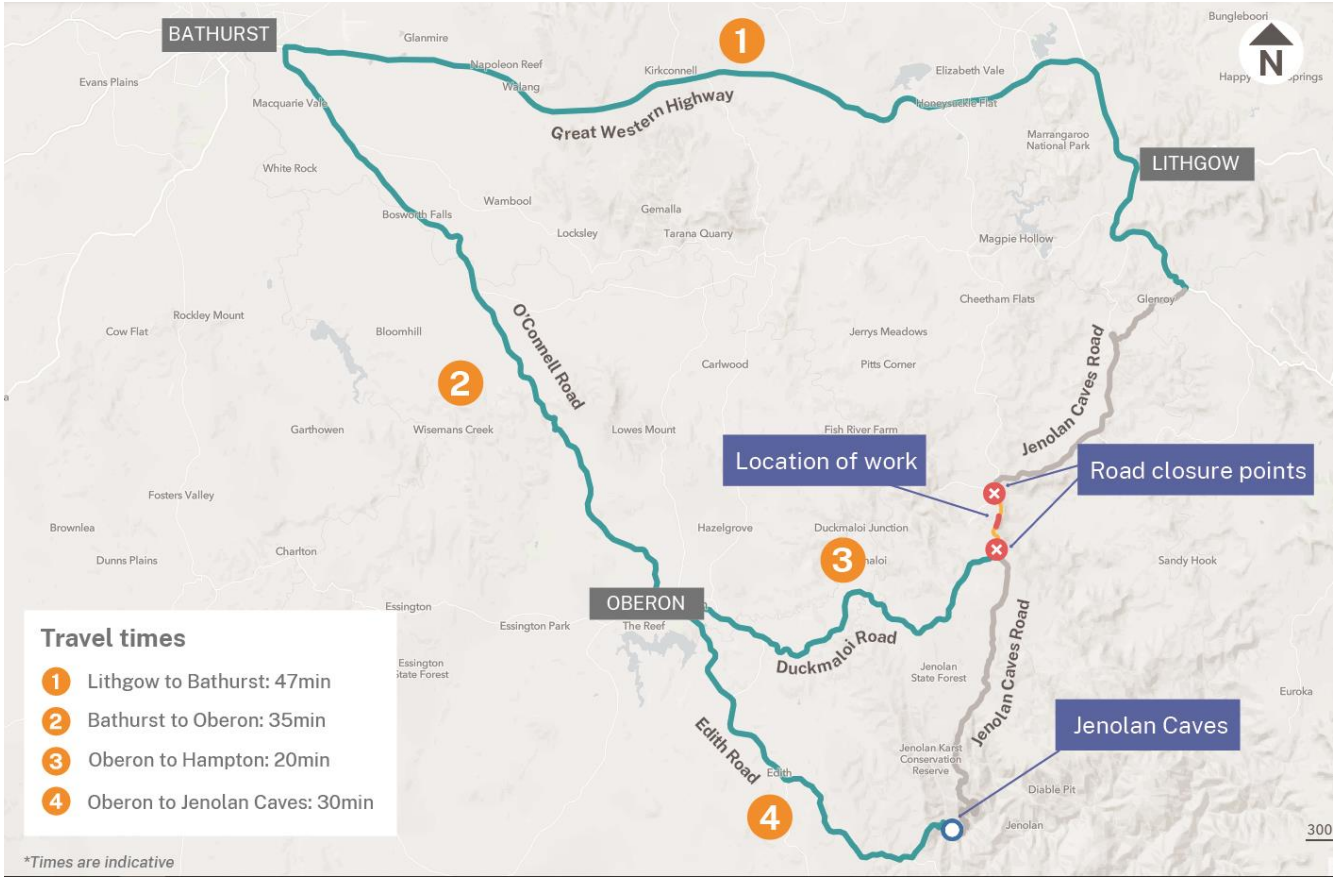 BATHURST
Glanmire
1
Bungleboori
N
Evans Plains
Napoleon Reef
Walang
Kirkconnell
Elizabeth Vale
Happy
Springs
Macquarie Vale
Great Western Highway
Honeysuckle Flat
Marrangaroo
National Park
White Rock
LITHGOW
Wambool
Gemalla
Bosworth Falls
Locksley
Tarana Quarry
Magpie Hollow
Cheetham Flats
Glenroy
Rockley Mount
Cow Flat
Bloomhill
O'Connell Road
Jerrys Meadows
Carlwood
Pitts Corner
2
Jenolan Caves Road
Garthowen
Wisemans Creek
Lowes Mount
Fish River Farm
Location of work
Road closure points
Fosters Valley
Brownlea
Hazelgrove
Duckmaloi Junction
Dunns Plains
Charlton
3
aloi
Sandy Hook
OBERON
Essington
Essington Park
The Reef
Duckmaloi Road
Essington
State Forest
Jenolan
State Forest
Jenolan Caves Road
Euroka
Edith Road
Jenolan Caves
Jenolan Karst
Conservation
Reserve
Edith
Diable Pit
4
Jenolan
300
Travel times
1 Lithgow to Bathurst: 47min
2 Bathurst to Oberon: 35min
3 Oberon to Hampton: 20min
4 Oberon to Jenolan Caves: 30min
*Times are indicative